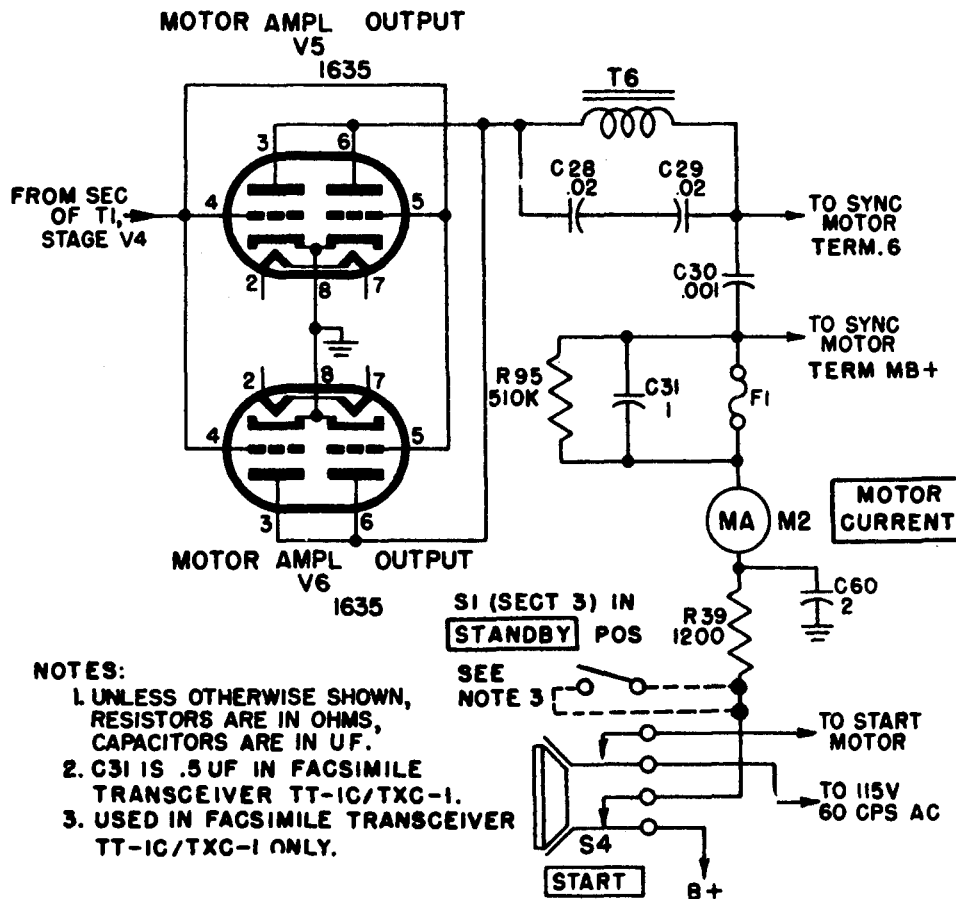 MOTOR AMPL OUTPUT
V5
1635
T6
3
6
C28
.02
C29
.02
FROM SEC
OF T1,
STAGE V4
4
5
TO SYNC
MOTOR
TERM. 6
2
8
7
C30
.001
TO SYNC
MOTOR
TERM MB+
R95
510K
C31
1
F1
2
8
7
4
5
3
6
MA
M2
MOTOR
CURRENT
MOTOR AMPL OUTPUT
V6
1635
C60
2
R39
1200
S1 (SECT 3) IN
STANDBY POS
SEE
NOTE 3
TO START
MOTOR
TO 115V
60 CPS AC
S4
START
B+
NOTES:
1. UNLESS OTHERWISE SHOWN,
RESISTORS ARE IN OHMS,
CAPACITORS ARE IN UF.
2. C31 IS .5UF IN FACSIMILE
TRANSCEIVER TT-1C/TXC-1.
3. USED IN FACSIMILE TRANSCEIVER
TT-1C/TXC-1 ONLY.